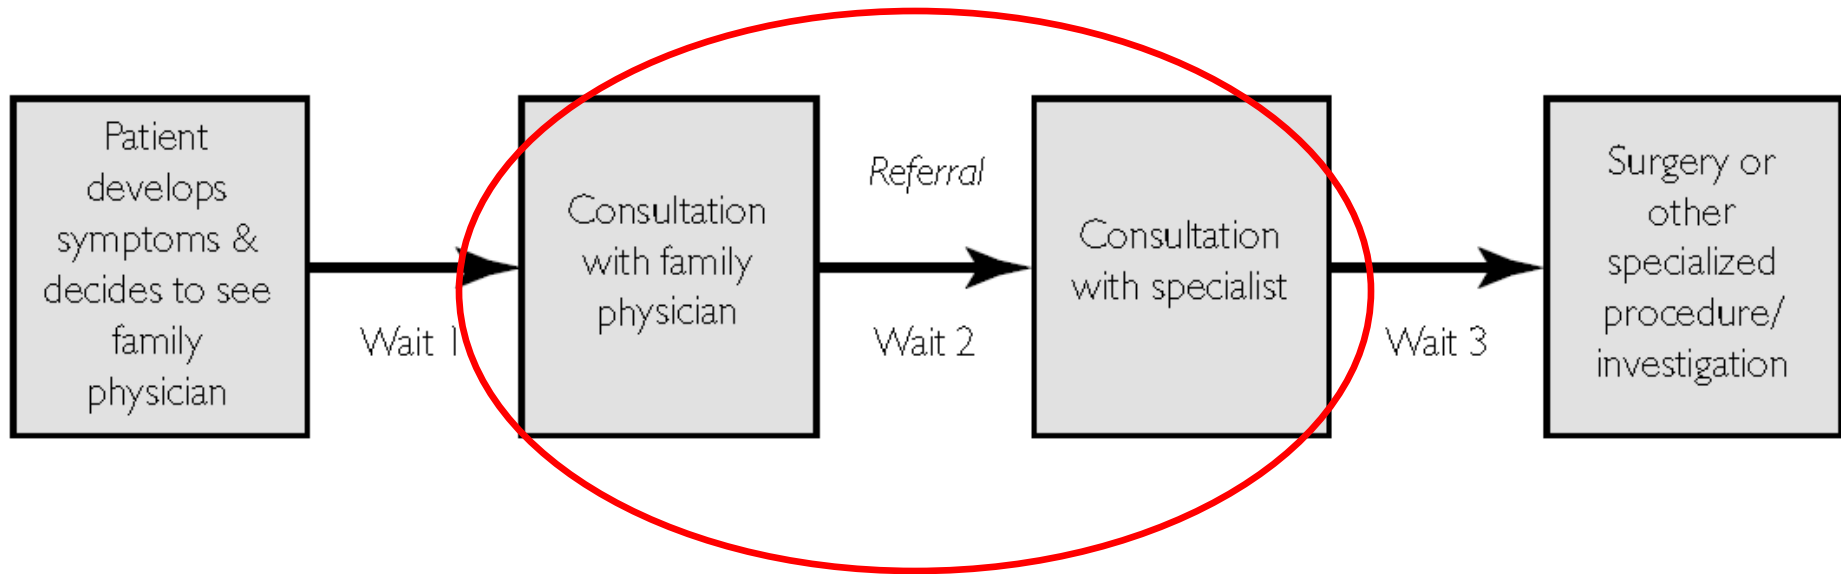 Patient
develops
symptoms &
decides to see
family
physician
Wait 1
Consultation
with family
physician
Referral
Wait 2
Consultation
with specialist
Wait 3
Surgery or
other
specialized
procedure/
investigation